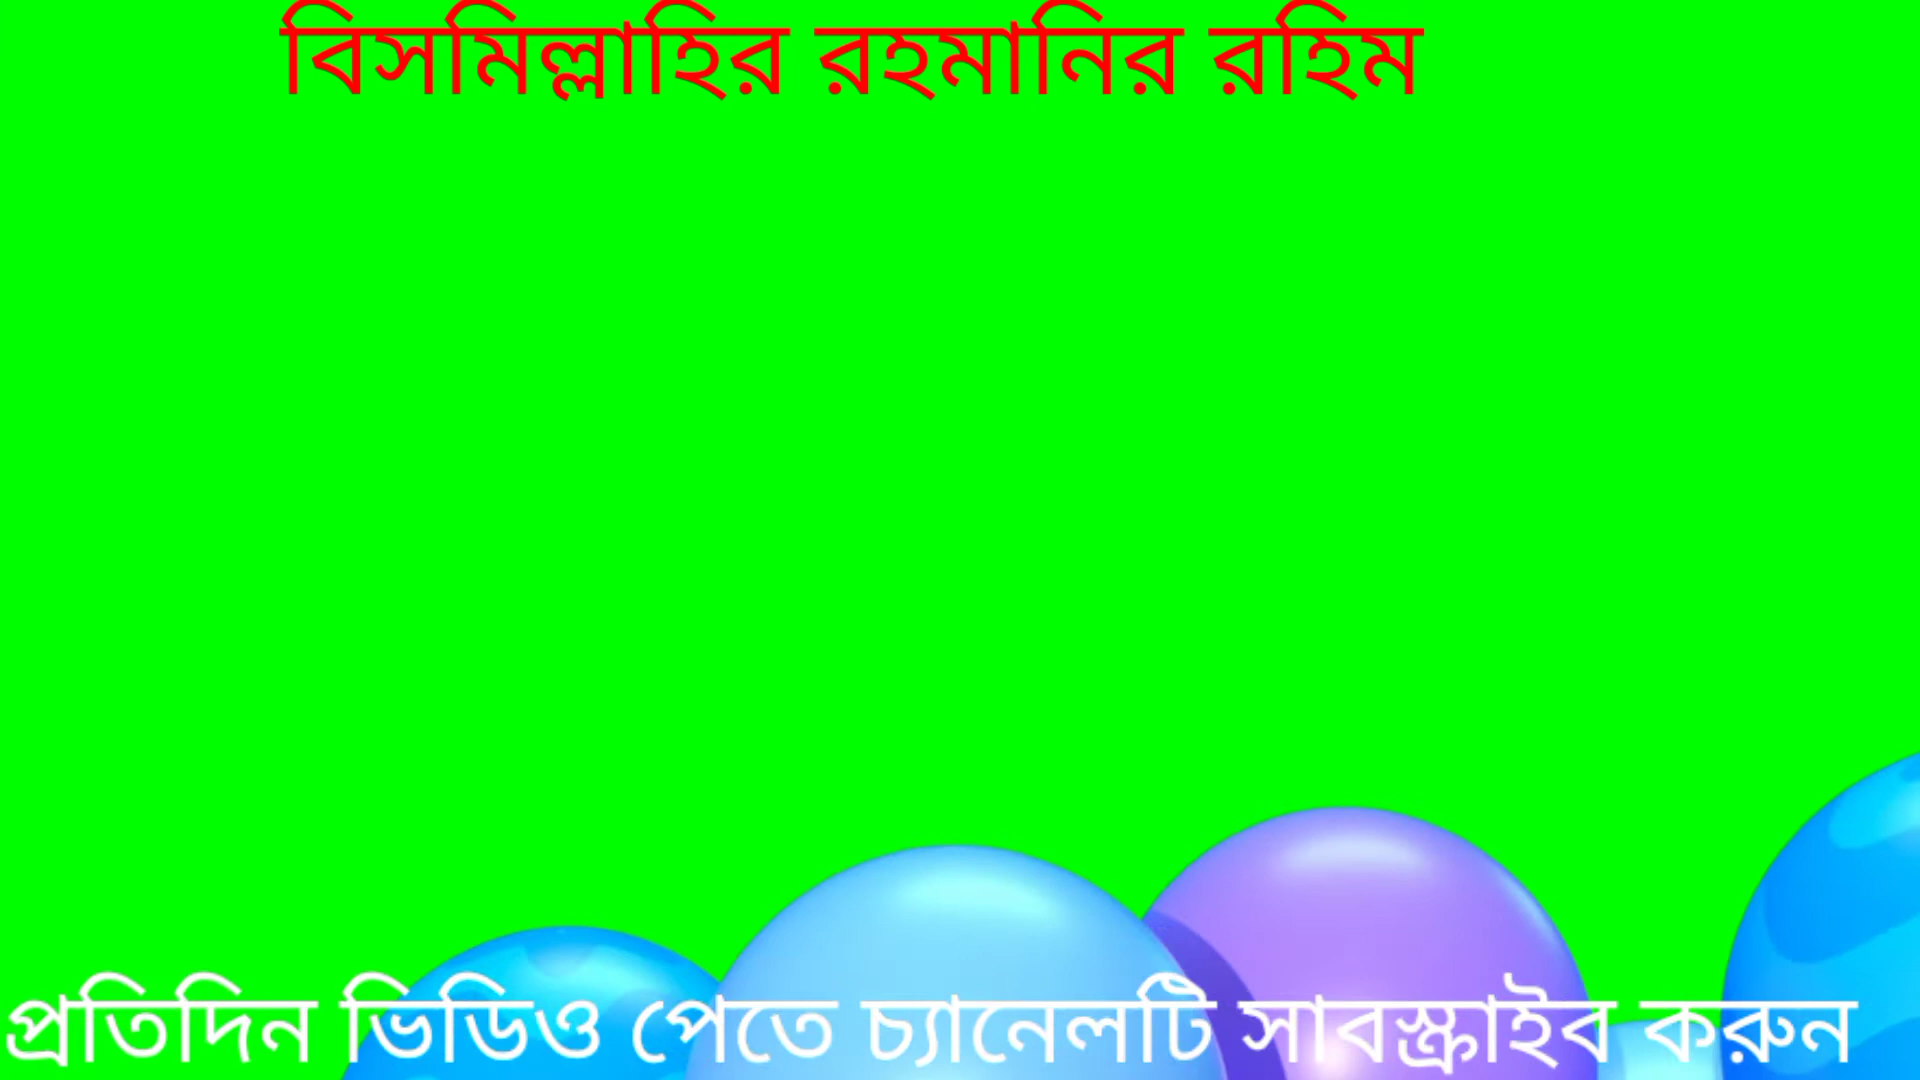 বিসমিল্লাহির রহমানির রহিম
প্রতিদিন ভিডিও পেতে চ্যানেলটি সাবস্ক্রাইব করুন